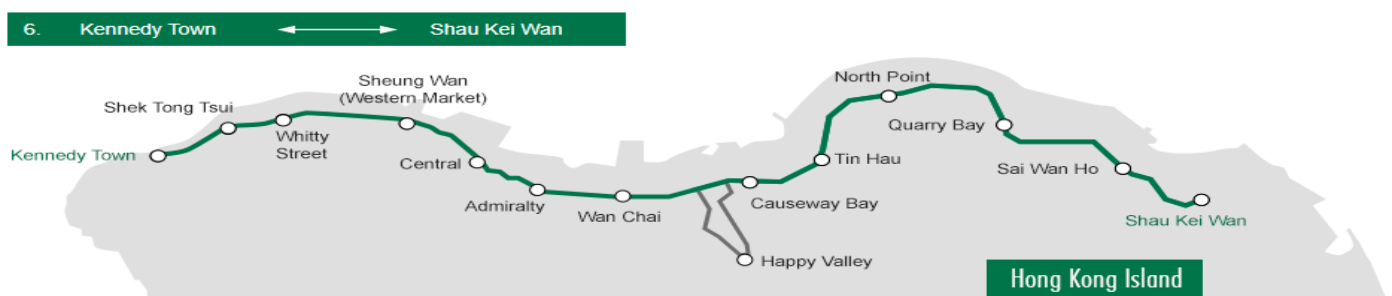 6. Kennedy Town Shau Kei Wan
Sheung Wan
(Western Market)
North Point
Shek Tong Tsui
Whitty
Street
Quarry Bay
Kennedy Town
Central
Tin Hau
Sai Wan Ho
Admiralty
Wan Chai
Causeway Bay
Shau Kei Wan
Happy Valley
Hong Kong Island